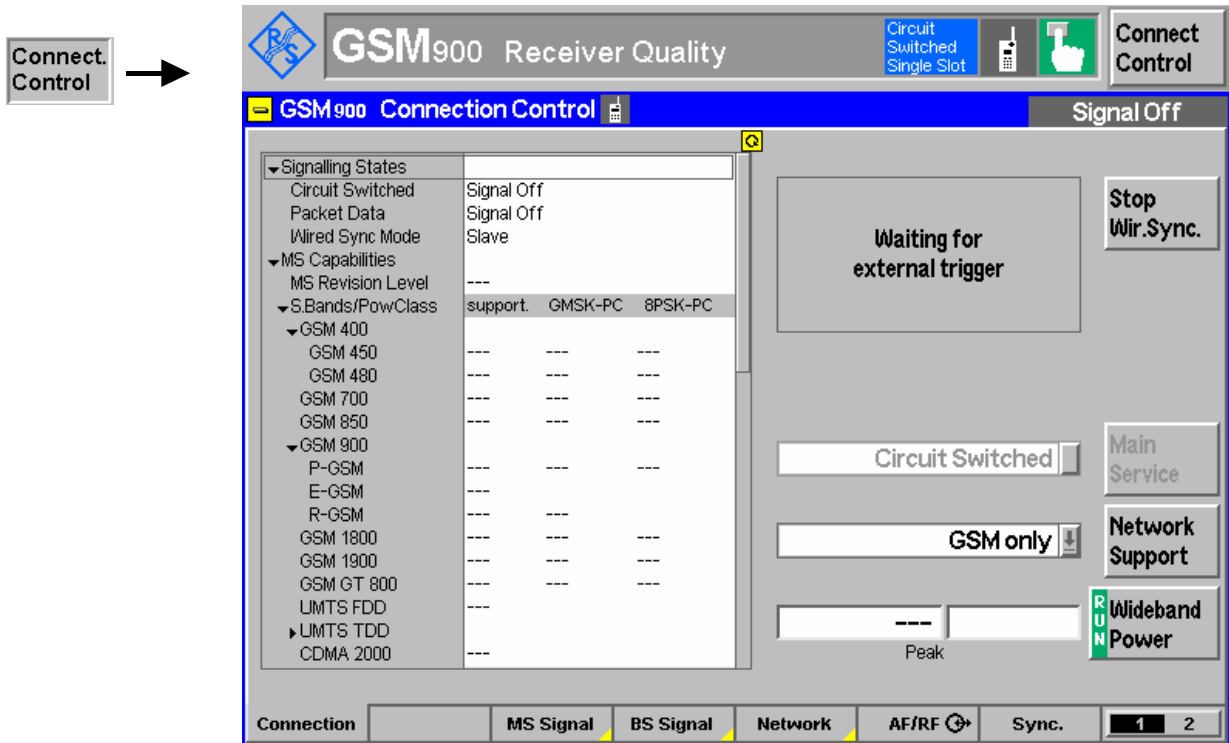 Connect.
Control
R&S
GSM900 Receiver Quality
Circuit
Switched
Single Slot
Connect
Control
GSM900 Connection Control
Signal Off
Signalling States
Circuit Switched Signal Off
Packet Data Signal Off
Wired Sync Mode Slave
MS Capabilities
MS Revision Level ---
S.Bands/PowClass support. GMSK-PC 8PSK-PC
GSM 400
GSM 450 --- --- ---
GSM 480 --- --- ---
GSM 700 --- --- ---
GSM 850 --- --- ---
GSM 900
P-GSM --- --- ---
E-GSM ---
R-GSM --- ---
GSM 1800 --- --- ---
GSM 1900 --- --- ---
GSM GT 800 --- --- ---
UMTS FDD ---
UMTS TDD
CDMA 2000 ---
Waiting for
external trigger
Stop
Wir.Sync.
Circuit Switched
Main
Service
GSM only
Network
Support
---
Peak
RUN
Wideband
Power
Connection
MS Signal
BS Signal
Network
AF/RF
Sync.
1 2